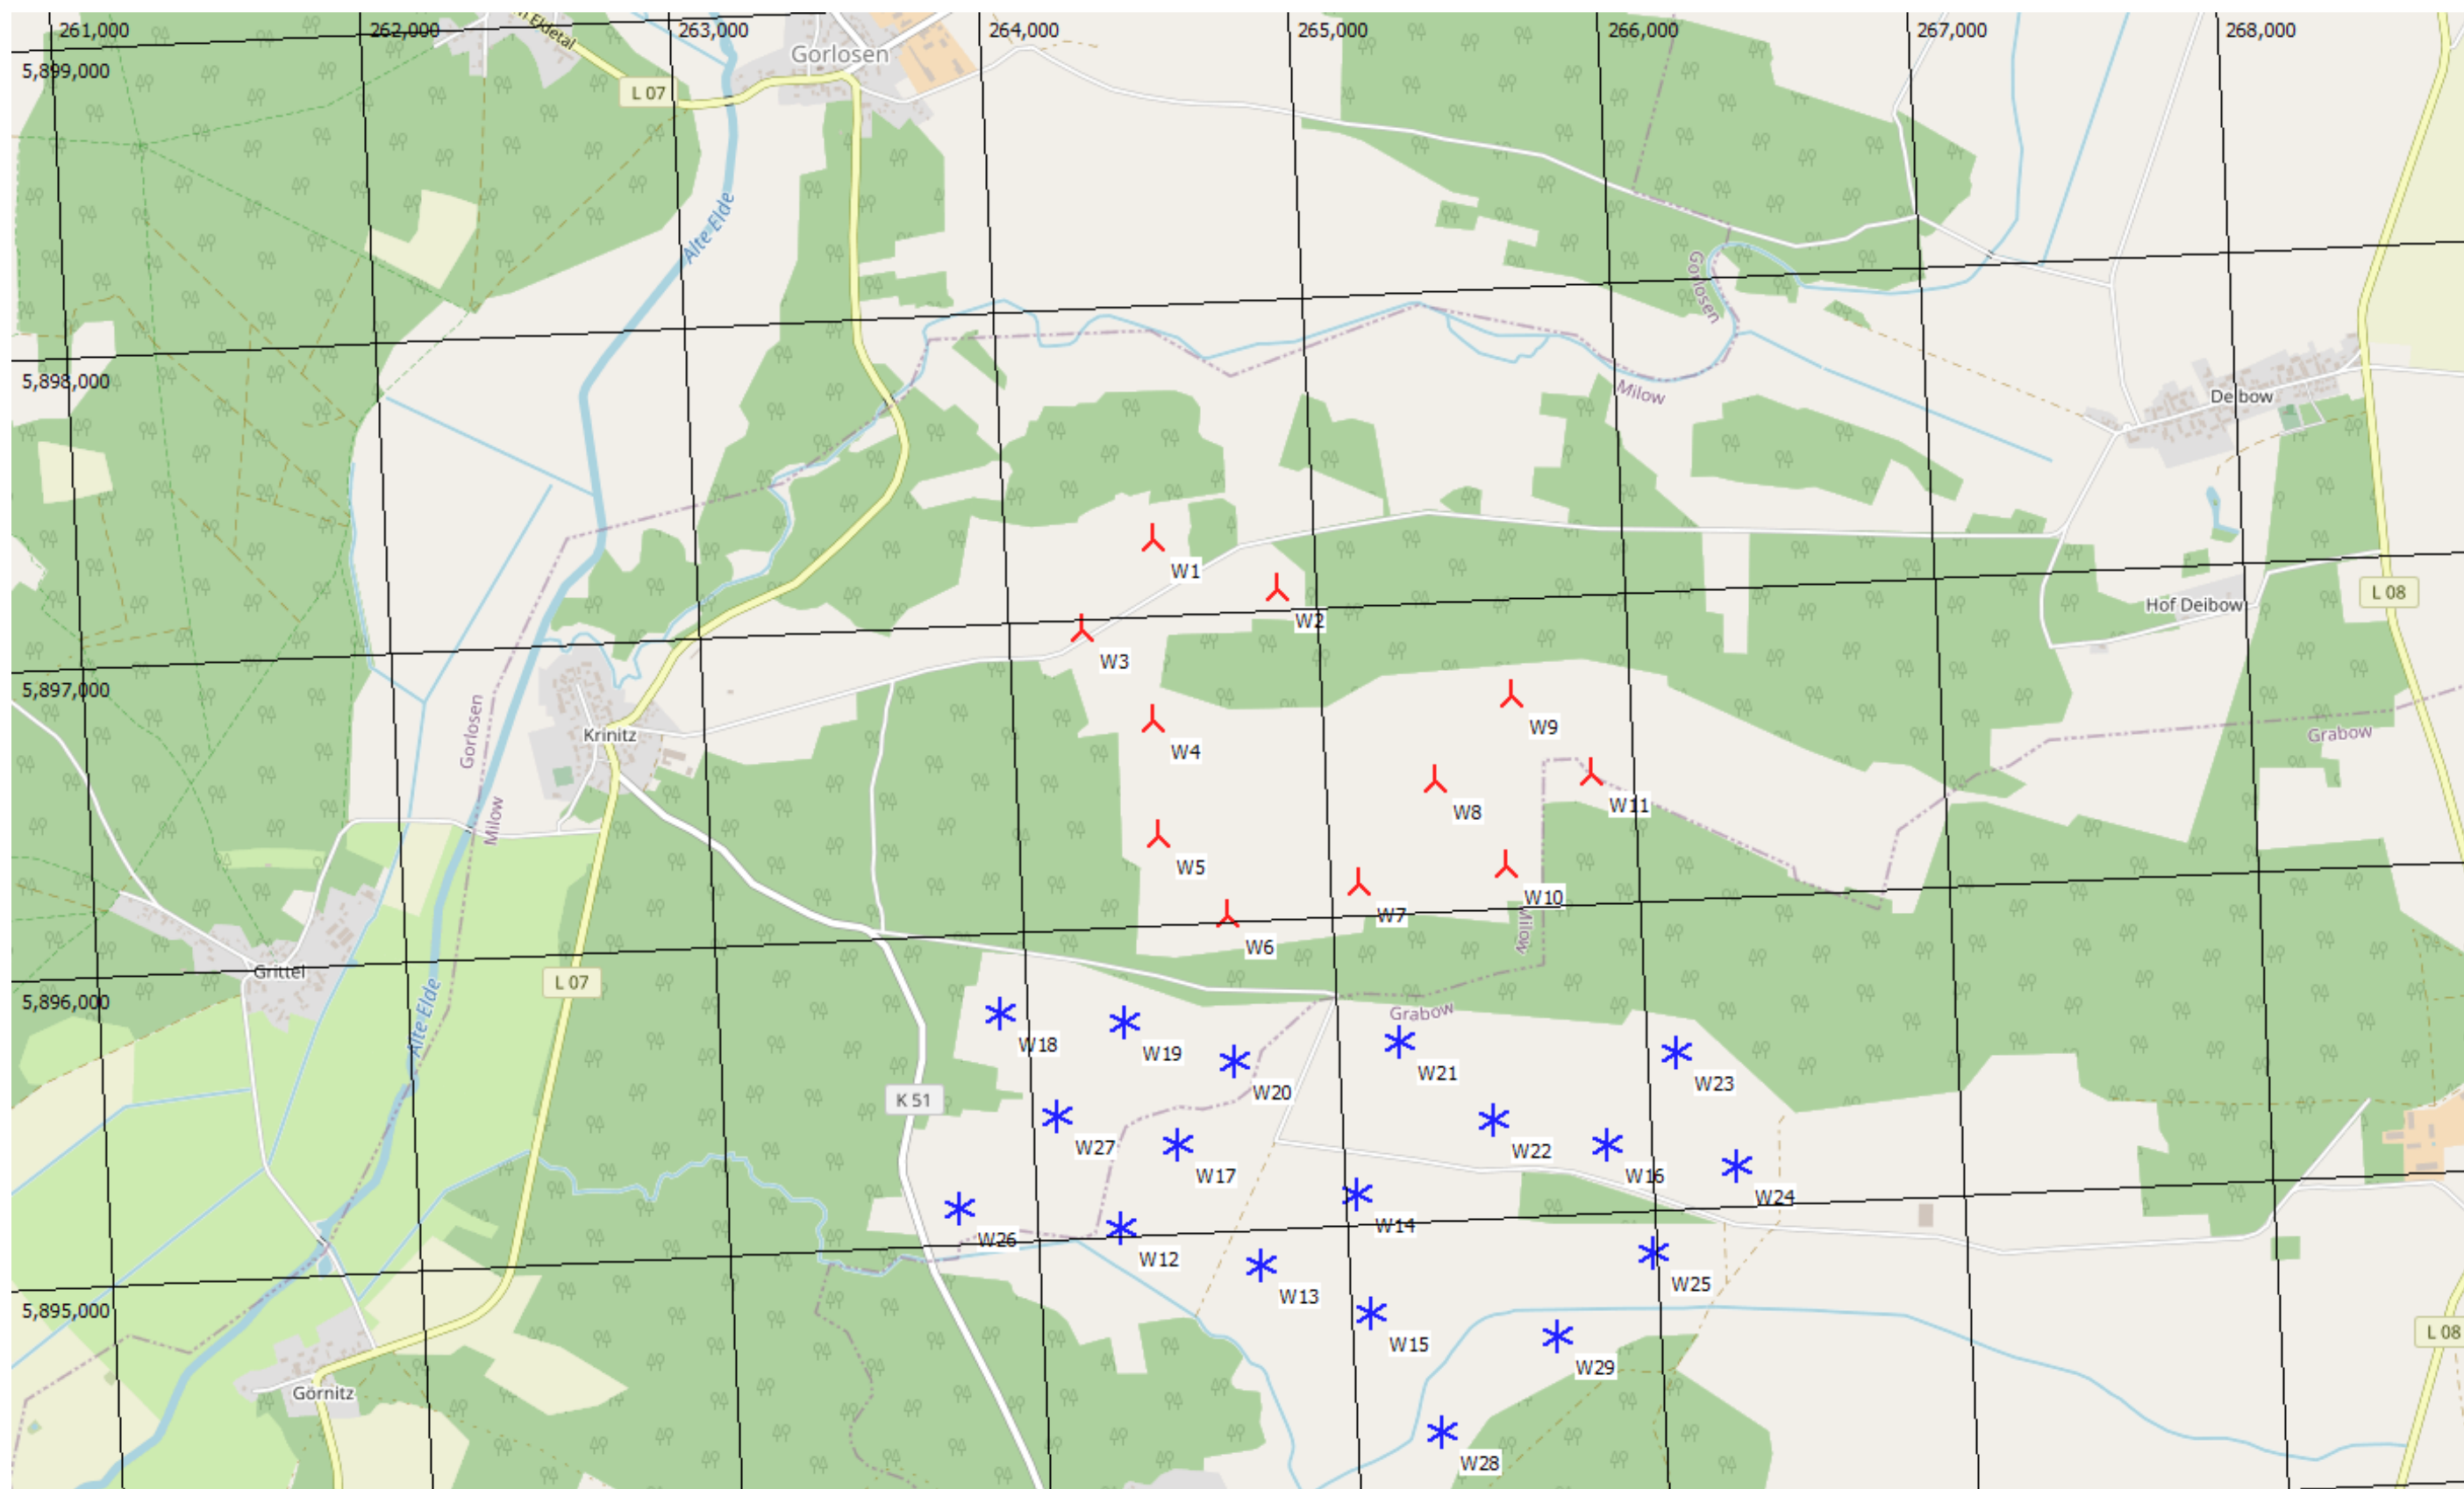 261,000
262,000
263,000
264,000
265,000
266,000
267,000
268,000
Eldetal
Gorlosen
5,899,000
L 07
Alte Elde
Gorlosen
5,898,000
Milow
Deibow
W1
L 08
Hof Deibow
W2
W3
5,897,000
Gorlosen
W9
Krinitz
Grabow
W4
W11
W8
Milow
W5
W10
W7
Milow
W6
Grittel
L 07
5,896,000
Grabow
Alte Elde
W18
W19
W21
W23
W20
K 51
W27
W22
W17
W16
W24
W14
W26
W12
W25
W13
5,895,000
L 08
W15
W29
Görnitz
W28